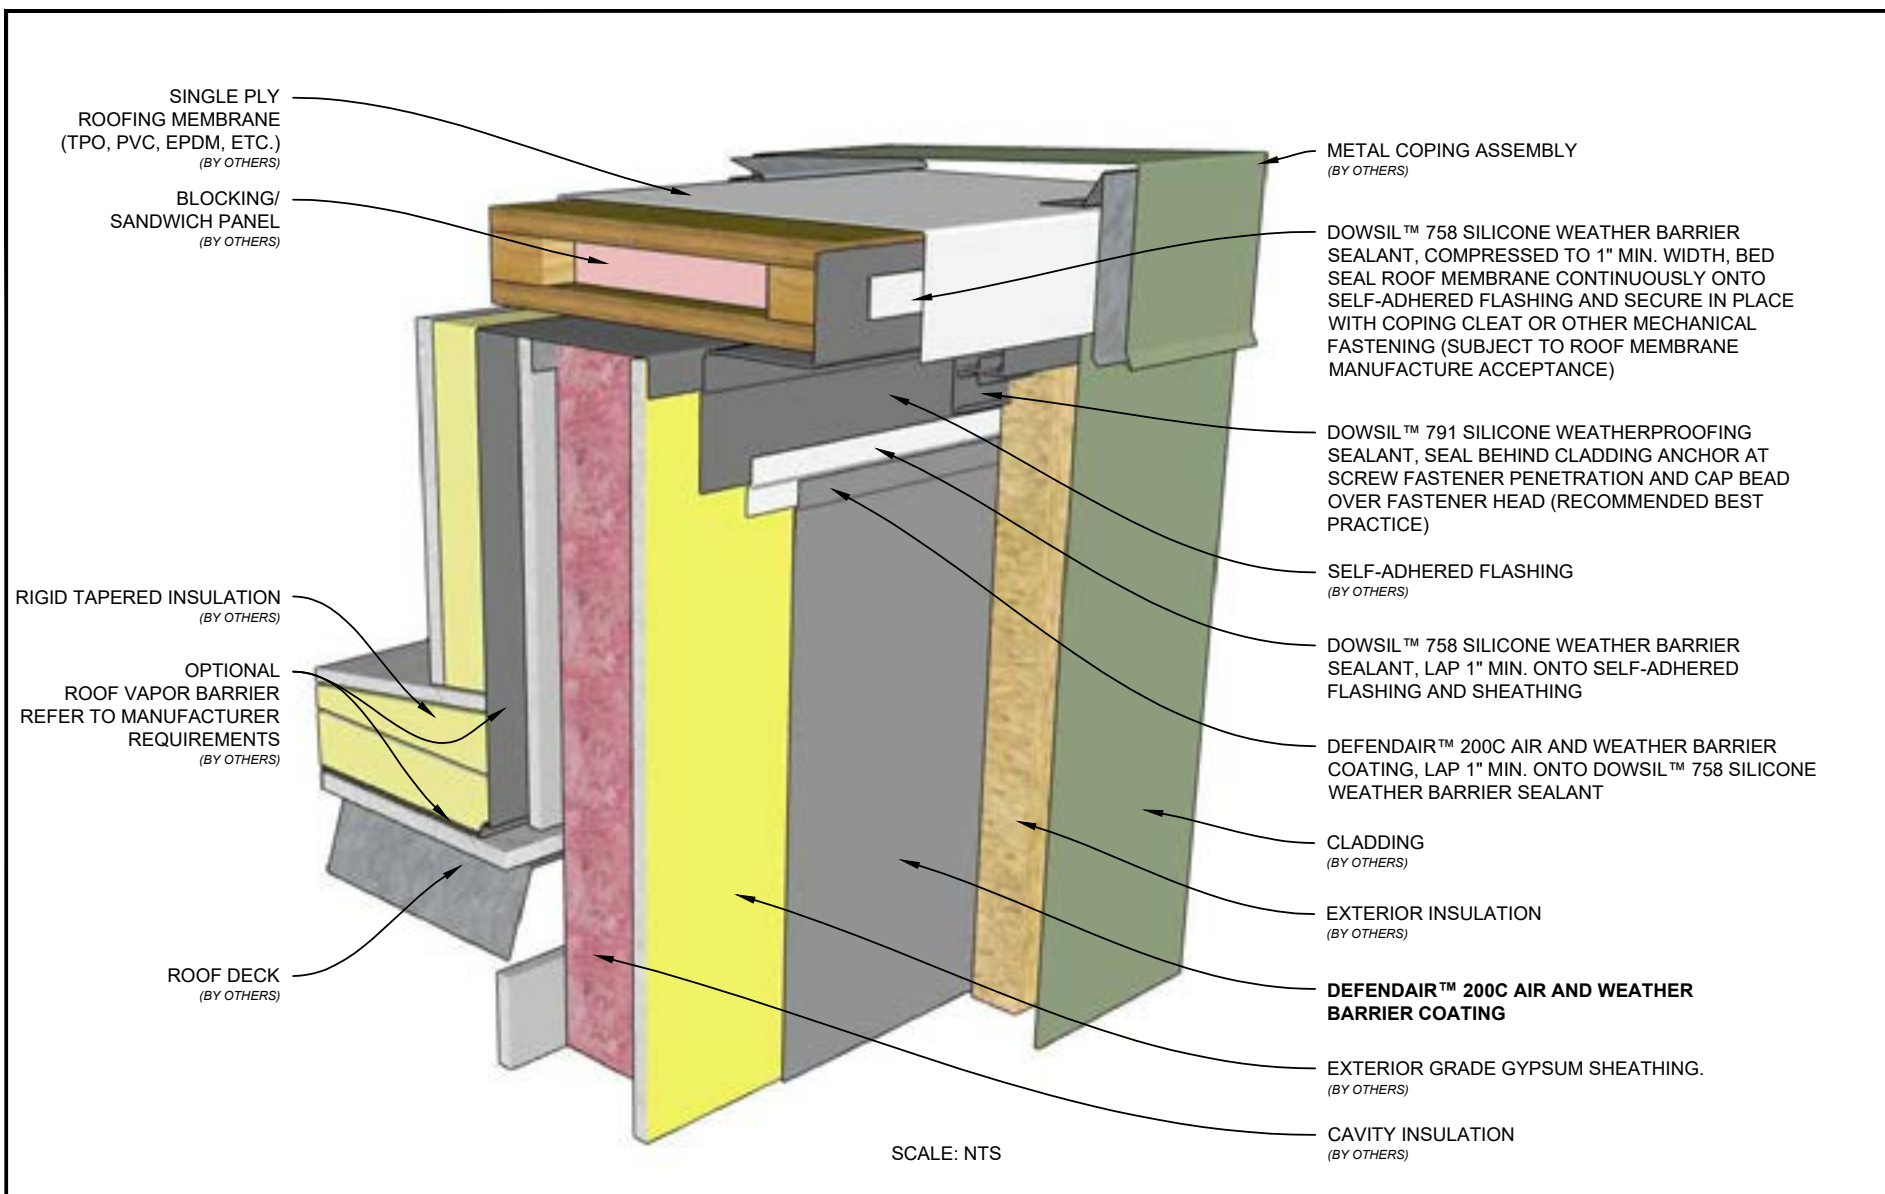 SINGLE PLY
ROOFING MEMBRANE
(TPO, PVC, EPDM, ETC.)
(BY OTHERS)
BLOCKING/
SANDWICH PANEL
(BY OTHERS)
RIGID TAPERED INSULATION
(BY OTHERS)
OPTIONAL
ROOF VAPOR BARRIER
REFER TO MANUFACTURER
REQUIREMENTS
(BY OTHERS)
ROOF DECK
(BY OTHERS)
METAL COPING ASSEMBLY
(BY OTHERS)
DOWSIL™ 758 SILICONE WEATHER BARRIER
SEALANT, COMPRESSED TO 1" MIN. WIDTH, BED
SEAL ROOF MEMBRANE CONTINUOUSLY ONTO
SELF-ADHERED FLASHING AND SECURE IN PLACE
WITH COPING CLEAT OR OTHER MECHANICAL
FASTENING (SUBJECT TO ROOF MEMBRANE
MANUFACTURE ACCEPTANCE)
DOWSIL™ 791 SILICONE WEATHERPROOFING
SEALANT, SEAL BEHIND CLADDING ANCHOR AT
SCREW FASTENER PENETRATION AND CAP BEAD
OVER FASTENER HEAD (RECOMMENDED BEST
PRACTICE)
SELF-ADHERED FLASHING
(BY OTHERS)
DOWSIL™ 758 SILICONE WEATHER BARRIER
SEALANT, LAP 1" MIN. ONTO SELF-ADHERED
FLASHING AND SHEATHING
DEFENDAIR™ 200C AIR AND WEATHER BARRIER
COATING, LAP 1" MIN. ONTO DOWSIL™ 758 SILICONE
WEATHER BARRIER SEALANT
CLADDING
(BY OTHERS)
EXTERIOR INSULATION
(BY OTHERS)
DEFENDAIR™ 200C AIR AND WEATHER
BARRIER COATING
EXTERIOR GRADE GYPSUM SHEATHING.
(BY OTHERS)
CAVITY INSULATION
(BY OTHERS)
SCALE: NTS